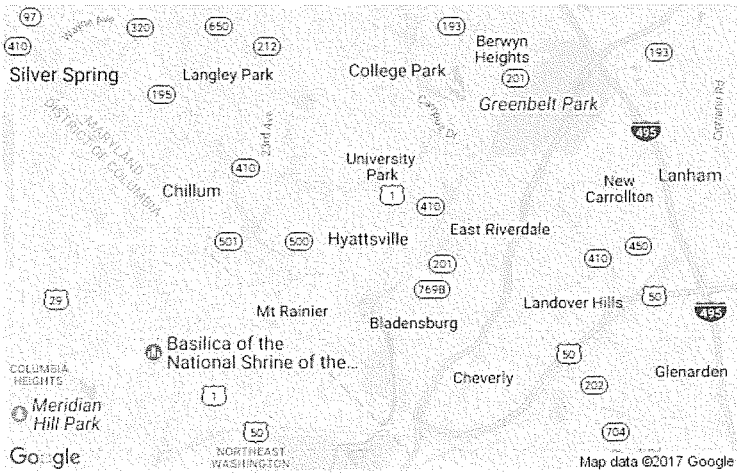 97
Wayne Ave
320
650
212
193
Berwyn
Heights
193
410
Silver Spring
Langley Park
College Park
201
Greenbelt Park
195
Cyprano Rd
MARYLAND
DISTRICT OF COLUMBIA
23rd Ave
495
410
University
Park
Chillum
1
410
New
Carrollton
Lanham
501
500
Hyattsville
East Riverdale
410
450
201
29
769B
Mt Rainier
Bladensburg
Landover Hills
50
495
Basilica of the
National Shrine of the...
50
COLUMBIA
HEIGHTS
Cheverly
Glenarden
202
1
Meridian
Hill Park
50
704
Google
NORTHEAST
WASHINGTON
Map data ©2017 Google